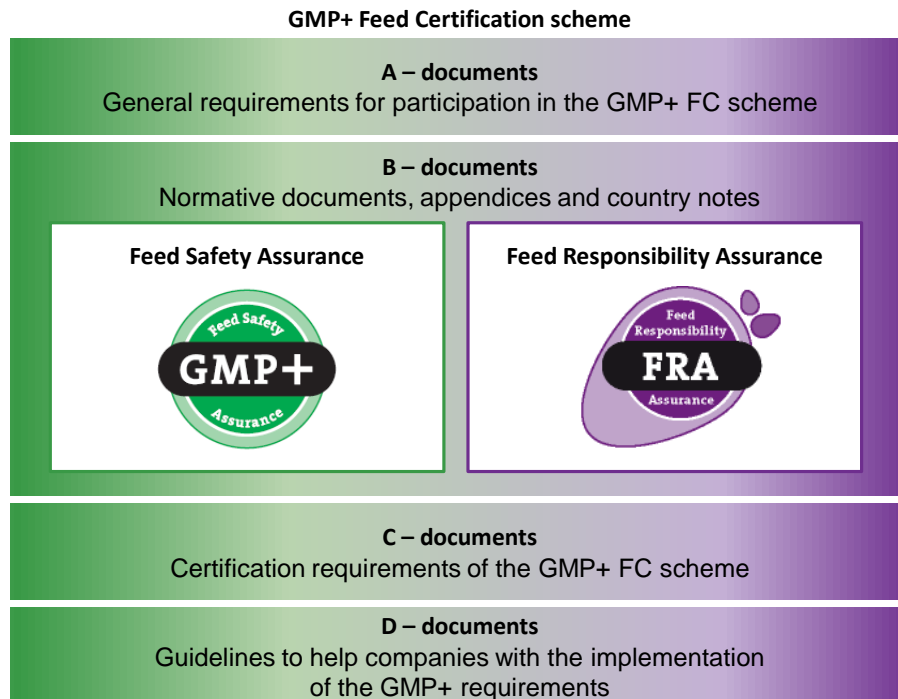 GMP+ Feed Certification scheme
A – documents
General requirements for participation in the GMP+ FC scheme
B – documents
Normative documents, appendices and country notes
Feed Safety Assurance
Feed Safety
GMP+
Assurance
Feed Responsibility Assurance
Feed
Responsibility
FRA
Assurance
C – documents
Certification requirements of the GMP+ FC scheme
D – documents
Guidelines to help companies with the implementation
of the GMP+ requirements